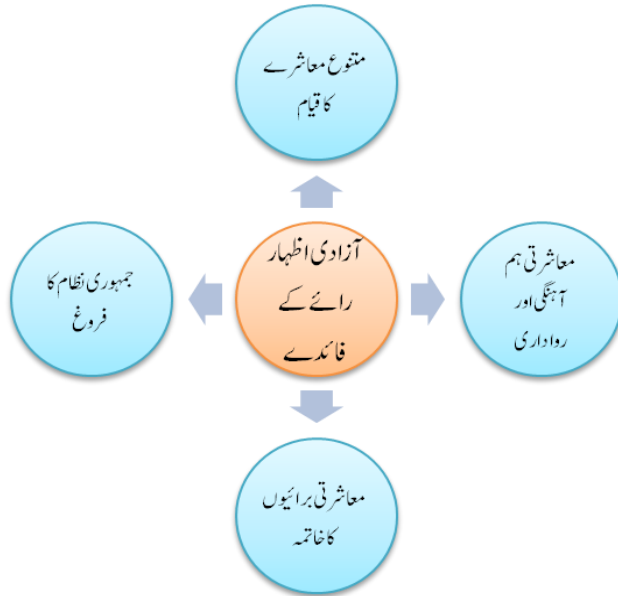 متنوع معاشرے
کا قیام
آزادی اظہار
رائے کے
فائدے
معاشرتی ہم
آہنگی اور
رواداری
جمہوری نظام کا
فروغ
معاشرتی برائیوں
کا خاتمہ